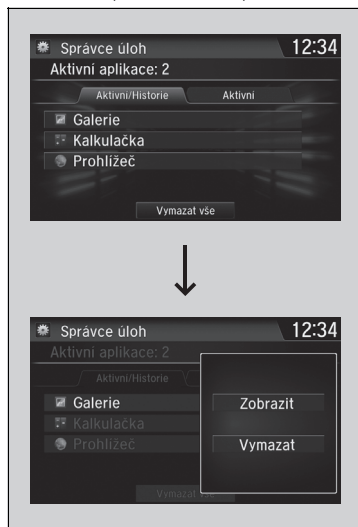 Správce úloh 12:34
Aktivní aplikace: 2
Aktivní/Historie Aktivní
Galerie
Kalkulačka
Prohlížeč
Vymazat vše
Správce úloh 12:34
Aktivní aplikace: 2
Aktivní/Historie
Galerie Zobrazit
Kalkulačka
Prohlížeč Vymazat
Vymazat vše